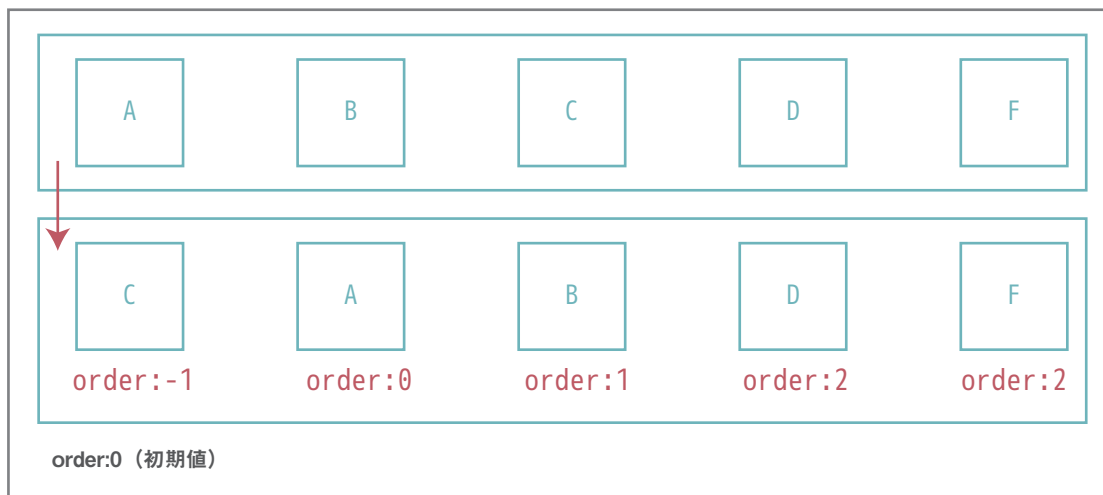 A B C D F
C A B D F
order:-1 order:0 order:1 order:2 order:2
order:0（初期値）